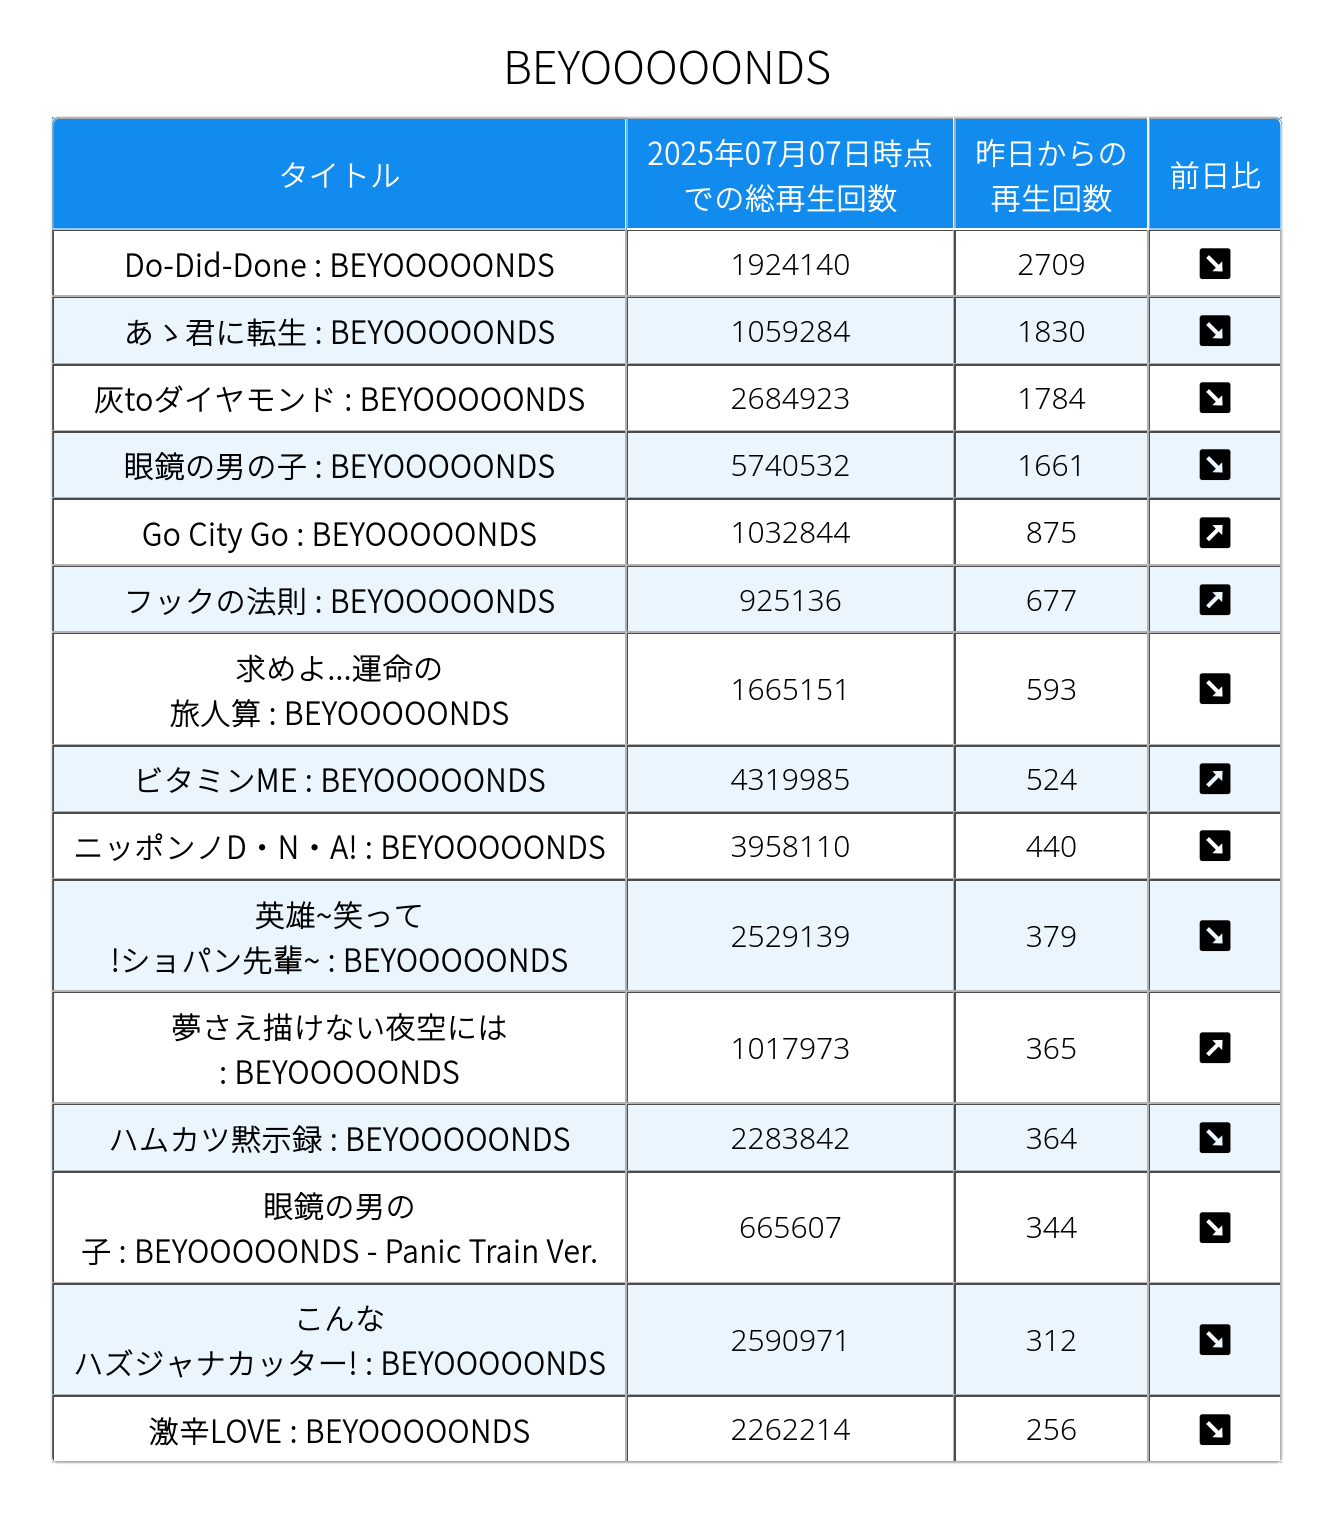 BEYOOOOONDS
タイトル
2025年07月07日時点
での総再生回数
昨日からの
再生回数
前日比
Do-Did-Done : BEYOOOOONDS
1924140
2709
あゝ君に転生 : BEYOOOOONDS
1059284
1830
灰toダイヤモンド : BEYOOOOONDS
2684923
1784
眼鏡の男の子 : BEYOOOOONDS
5740532
1661
Go City Go : BEYOOOOONDS
1032844
875
フックの法則 : BEYOOOOONDS
925136
677
求めよ...運命の
旅人算 : BEYOOOOONDS
1665151
593
ビタミンME : BEYOOOOONDS
4319985
524
ニッポンノD・N・A! : BEYOOOOONDS
3958110
440
英雄~笑って
!ショパン先輩~ : BEYOOOOONDS
2529139
379
夢さえ描けない夜空には
: BEYOOOOONDS
1017973
365
ハムカツ黙示録 : BEYOOOOONDS
2283842
364
眼鏡の男の
子 : BEYOOOOONDS - Panic Train Ver.
665607
344
こんな
ハズジャナカッター! : BEYOOOOONDS
2590971
312
激辛LOVE : BEYOOOOONDS
2262214
256